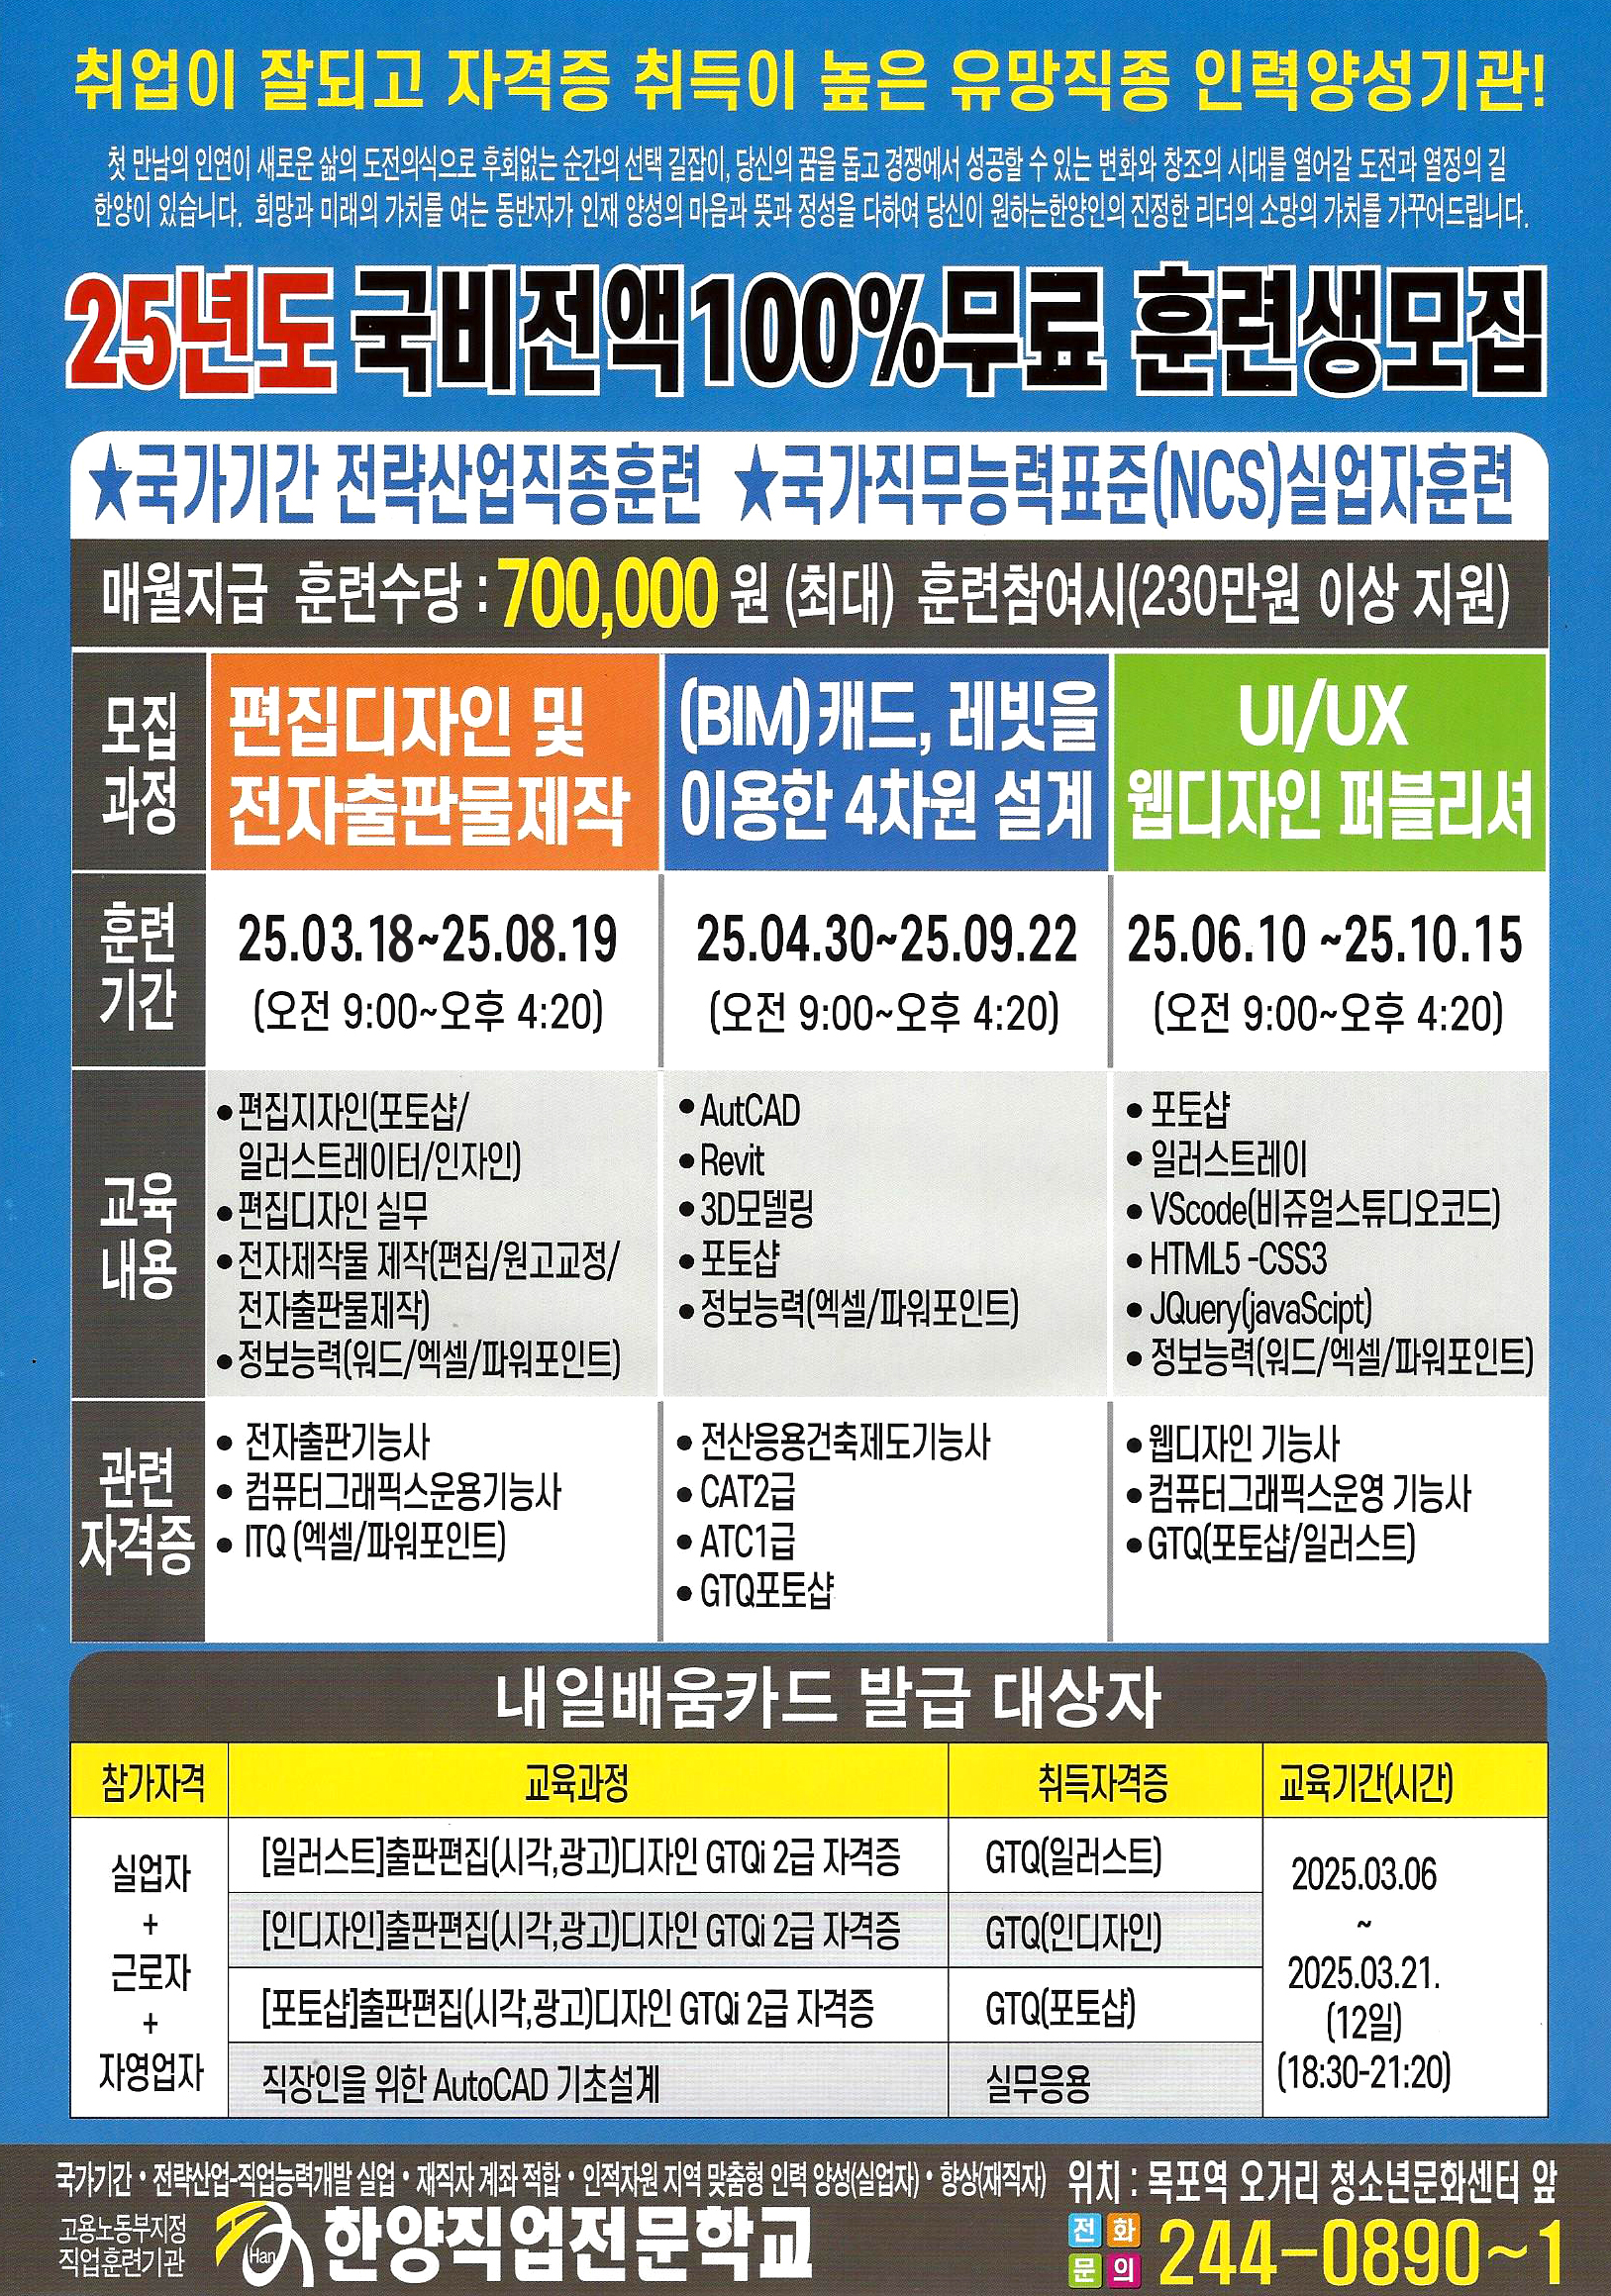 취업이 잘되고 자격증 취득이 높은 유망직종 인력양성기관!
첫 만남의 인연이 새로운 삶의 도전의식으로 후회없는 순간의 선택 길잡이, 당신의 꿈을 돕고 경쟁에서 성공할 수 있는 변화와 창조의 시대를 열어갈 도전과 열정의 길
한양이 있습니다. 희망과 미래의 가치를 여는 동반자가 인재 양성의 마음과 뜻과 정성을 다하여 당신이 원하는한양인의 진정한 리더의 소망의 가치를 가꾸어드립니다.
25년도 국비전액100%무료 훈련생모집
★국가기간 전략산업직종훈련 ★국가직무능력표준(NCS)실업자훈련
매월지급 훈련수당 : 700,000 원 (최대) 훈련참여시(230만원 이상 지원)
모집
과정
편집디자인 및
전자출판물제작
(BIM)캐드, 레빗을
이용한 4차원 설계
UI/UX
웹디자인 퍼블리셔
훈련
기간
25.03.18~25.08.19
(오전 9:00~오후 4:20)
25.04.30~25.09.22
(오전 9:00~오후 4:20)
25.06.10 ~25.10.15
(오전 9:00~오후 4:20)
교육
내용
●편집지자인(포토샵/
일러스트레이터/인자인)
●편집디자인 실무
●전자제작물 제작(편집/원고교정/
전자출판물제작)
●정보능력(워드/엑셀/파워포인트)
●AutCAD
●Revit
●3D모델링
●포토샵
●정보능력(엑셀/파워포인트)
● 포토샵
● 일러스트레이
● VScode(비쥬얼스튜디오코드)
● HTML5 -CSS3
● JQuery(javaScipt)
● 정보능력(워드/엑셀/파워포인트)
관련
자격증
● 전자출판기능사
● 컴퓨터그래픽스운용기능사
● ITQ (엑셀/파워포인트)
● 전산응용건축제도기능사
● CAT2급
● ATC1급
● GTQ포토샵
●웹디자인 기능사
●컴퓨터그래픽스운영 기능사
●GTQ(포토샵/일러스트)
내일배움카드 발급 대상자
참가자격 교육과정 취득자격증 교육기간(시간)
실업자
+
근로자
+
자영업자
[일러스트]출판편집(시각,광고)디자인 GTQi 2급 자격증 GTQ(일러스트)
[인디자인]출판편집(시각,광고)디자인 GTQi 2급 자격증 GTQ(인디자인)
[포토샵]출판편집(시각,광고)디자인 GTQi 2급 자격증 GTQ(포토샵)
직장인을 위한 AutoCAD 기초설계 실무응용
2025.03.06
~
2025.03.21.
(12일)
(18:30-21:20)
국가기간・전략산업-직업능력개발 실업・재직자 계좌 적합・인적자원 지역 맞춤형 인력 양성(실업자)・향상(재직자)
위치 : 목포역 오거리 청소년문화센터 앞
고용노동부지정
직업훈련기관
Han
한양직업전문학교
전화
문의
244-0890~1